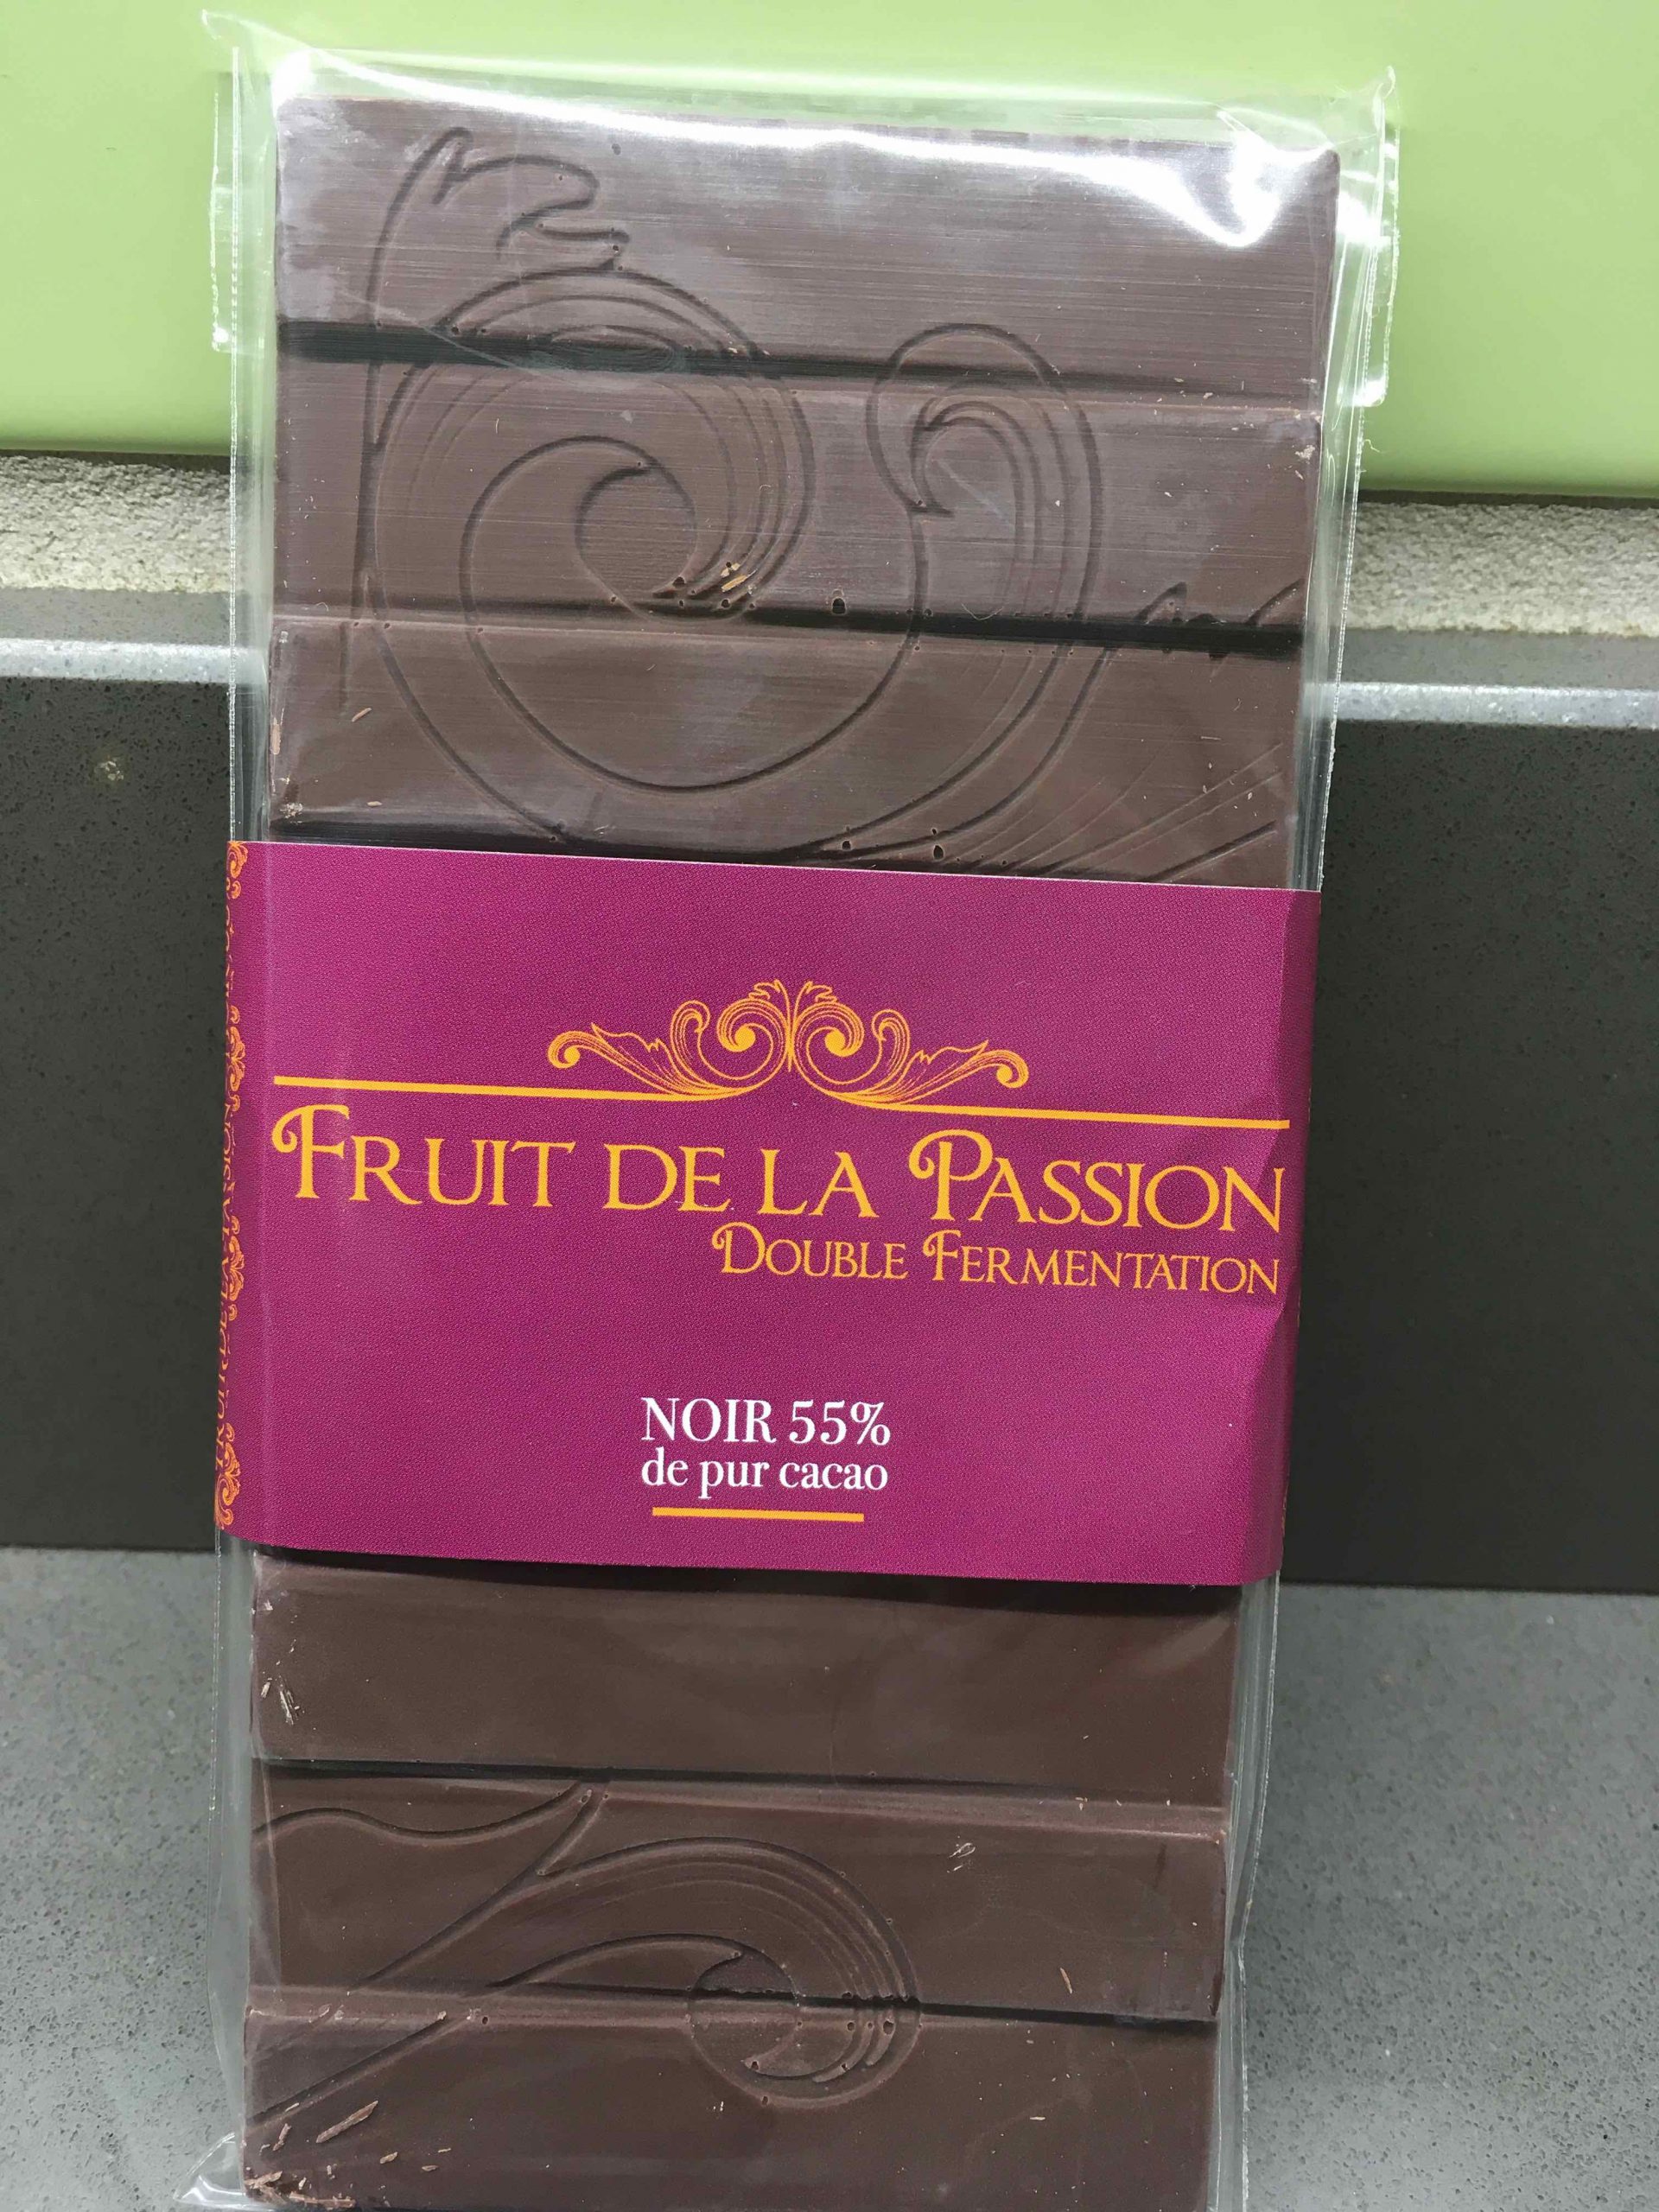 FRUIT DE LA PASSION
DOUBLE FERMENTATION
NOIR 55%
de pur cacao